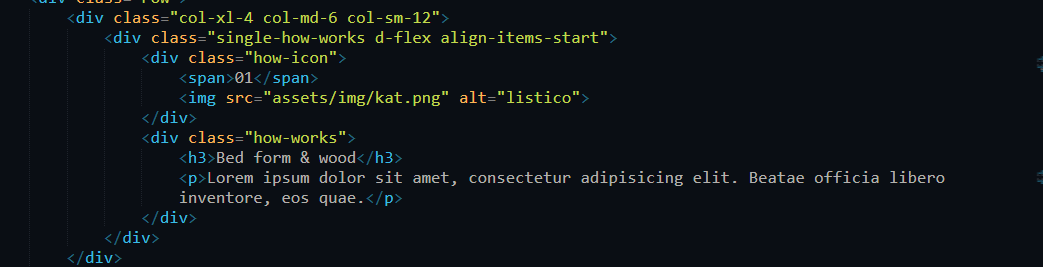 <div class="row">
<div class="col-xl-4 col-md-6 col-sm-12">
<div class="single-how-works d-flex align-items-start">
<div class="how-icon">
<span>01</span>
<img src="assets/img/kat.png" alt="listico">
</div>
<div class="how-works">
<h3>Bed form & wood</h3>
<p>Lorem ipsum dolor sit amet, consectetur adipisicing elit. Beatae officia libero
inventore, eos quae.</p>
</div>
</div>
</div>